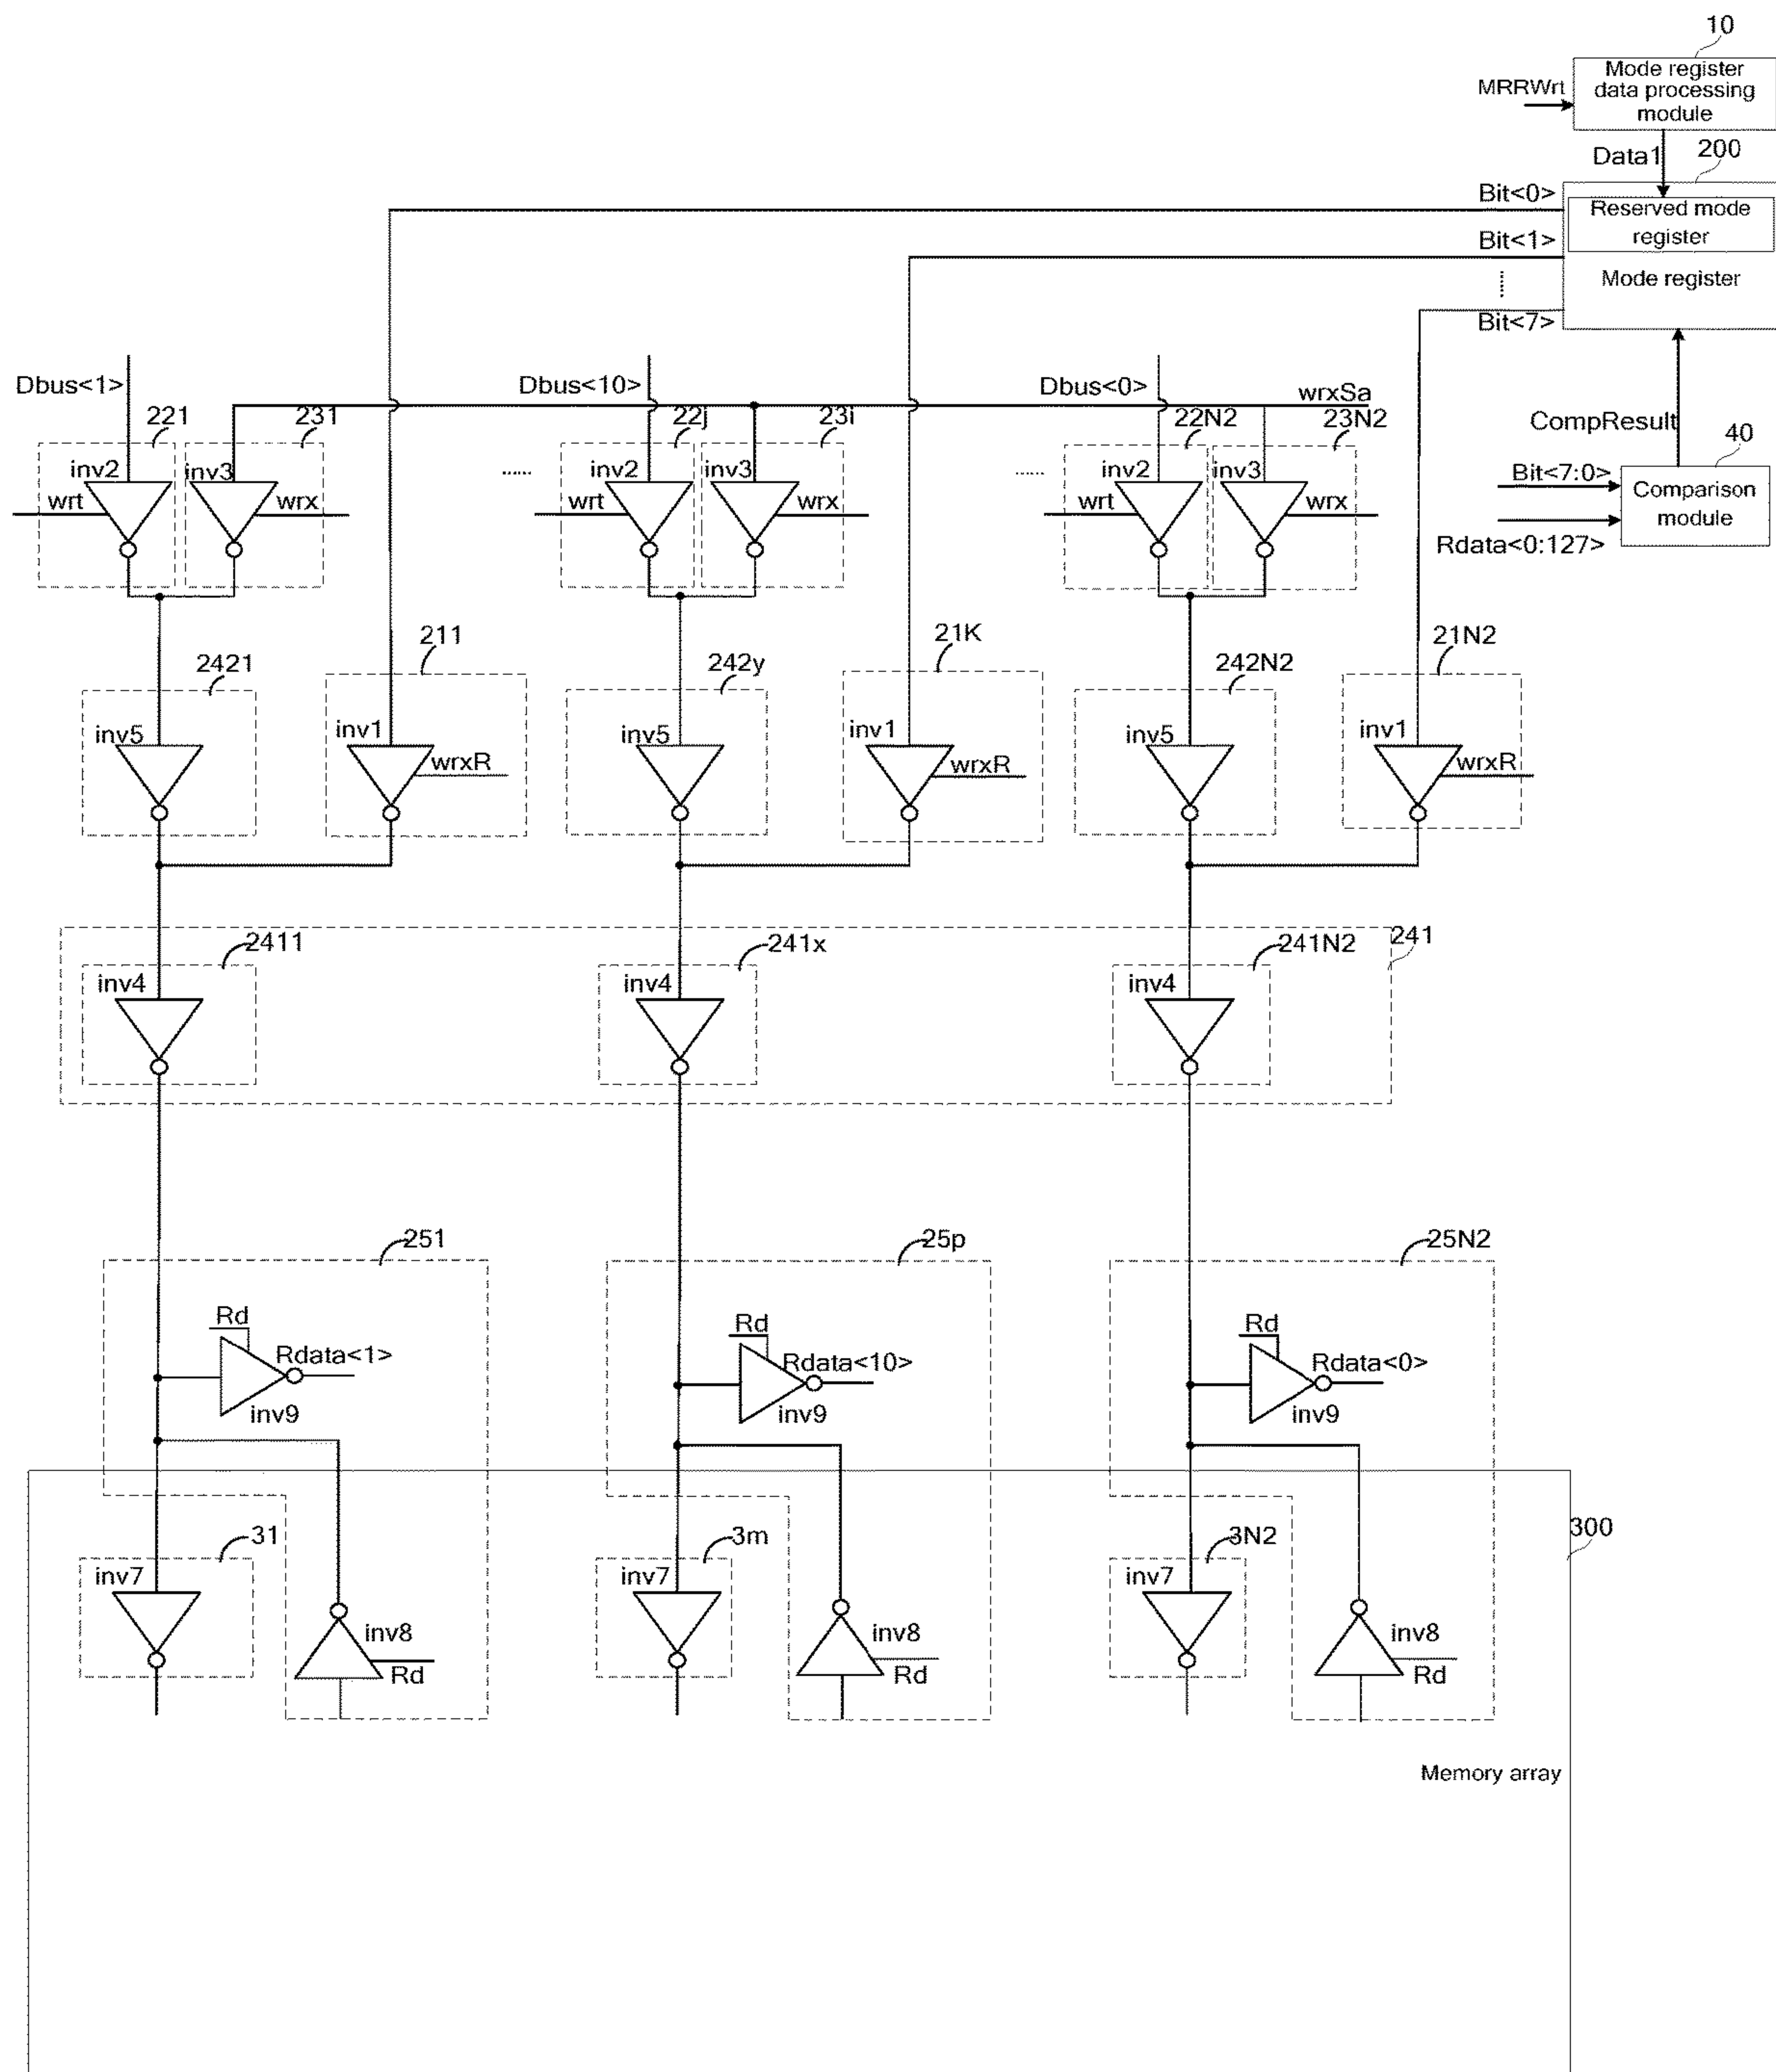 10
Mode register
data processing
module
MRRWrt
Data1
200
Bit<0>
Reserved mode
register
Bit<1>
Mode register
Bit<7>
Dbus<1>
Dbus<10>
Dbus<0>
wrxSa
221
231
22j
23i
22N2
23N2
CompResult
40
inv2
inv3
......
inv2
inv3
......
inv2
inv3
Bit<7:0>
Comparison
module
wrt
wrx
wrt
wrx
wrt
wrx
Rdata<0:127>
2421
211
242y
21K
242N2
21N2
inv5
inv1
inv5
inv1
inv5
inv1
wrxR
wrxR
wrxR
2411
241x
241N2
241
inv4
inv4
inv4
251
25p
25N2
Rd
Rd
Rd
Rdata<1>
Rdata<10>
Rdata<0>
inv9
inv9
inv9
31
3m
3N2
300
inv7
inv7
inv7
inv8
inv8
inv8
Rd
Rd
Rd
Memory array